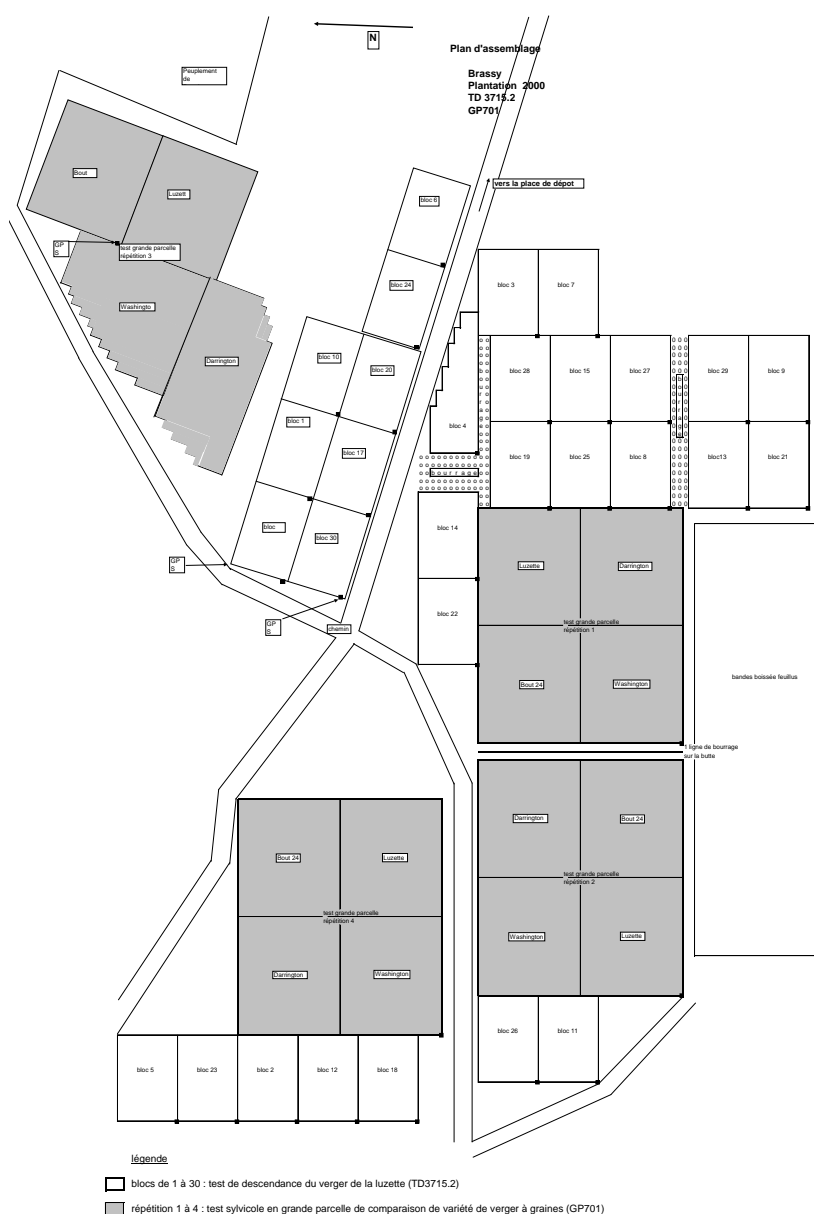 N
Plan d'assemblage
Brassy
Plantation 2000
TD 3715.2
GP701
Peuplement
de
vers la place de dépot
Bout
Luzett
GP
S
test grande parcelle
répétition 3
Washingto
Darrington
bloc 6
bloc 24
bloc 10
bloc 20
bloc 1
bloc 17
bloc
bloc 30
GP
S
GP
S
chemin
bloc 3
bloc 7
bloc 28
bloc 15
bloc 27
bloc 29
bloc 9
bloc 4
bourrage
bourrage
bourrage
bloc 19
bloc 25
bloc 8
bloc13
bloc 21
bloc 14
bloc 22
Luzette
Darrington
test grande parcelle
répétition 1
Bout 24
Washington
bandes boissée feuillus
1 ligne de bourrage
sur la butte
Darrington
Bout 24
test grande parcelle
répétition 2
Washington
Luzette
Bout 24
Luzette
test grande parcelle
répétition 4
Darrington
Washington
bloc 26
bloc 11
bloc 5
bloc 23
bloc 2
bloc 12
bloc 18
légende
blocs de 1 à 30 : test de descendance du verger de la luzette (TD3715.2)
répétition 1 à 4 : test sylvicole en grande parcelle de comparaison de variété de verger à graines (GP701)